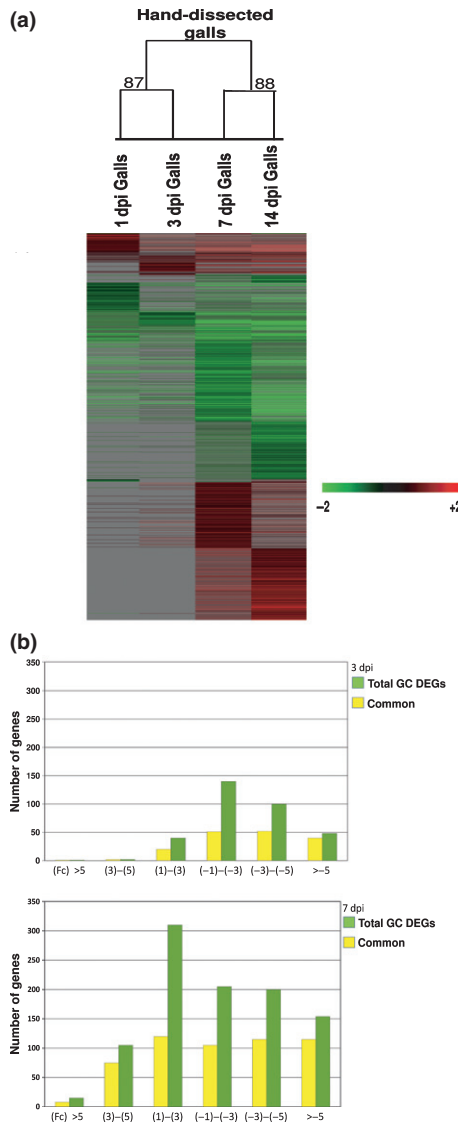 (a)
Hand-dissected
galls
87
88
1 dpi Galls
3 dpi Galls
7 dpi Galls
14 dpi Galls
−2
+2
(b)
3 dpi
Total GC DEGs
Common
Number of genes
350
300
250
200
150
100
50
0
(Fc) >5
(3)–(5)
(1)–(3)
(−1)–(−3)
(−3)–(−5)
>−5
7 dpi
Total GC DEGs
Common
Number of genes
350
300
250
200
150
100
50
0
(Fc) >5
(3)–(5)
(1)–(3)
(−1)–(−3)
(−3)–(−5)
>−5